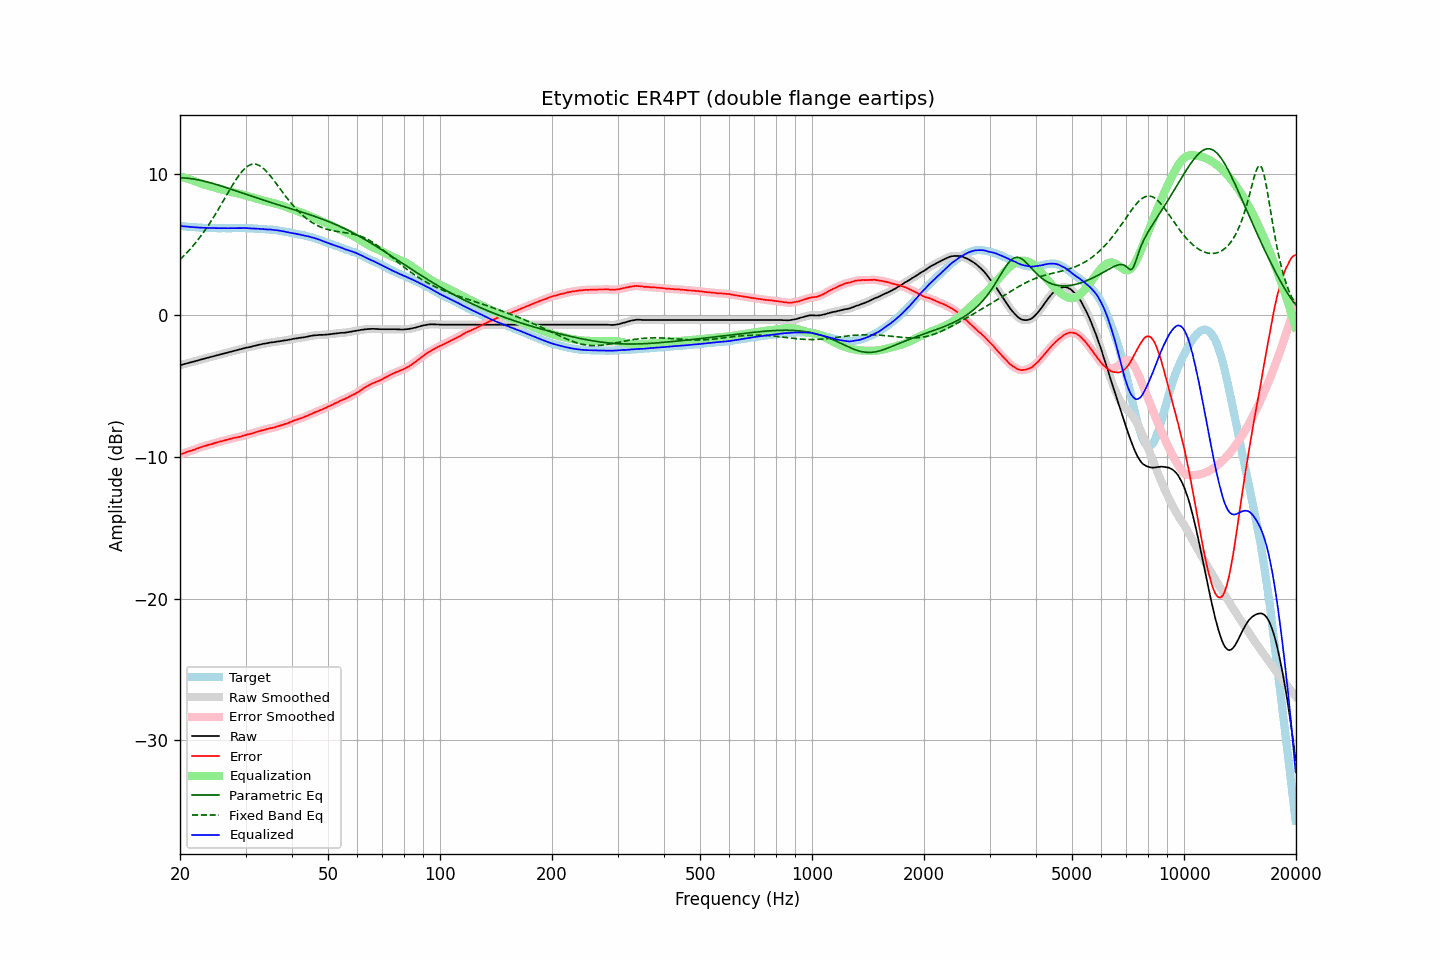 Etymotic ER4PT (double flange eartips)
10
0
−10
−20
−30
Amplitude (dBr)
Target
Raw Smoothed
Error Smoothed
Raw
Error
Equalization
Parametric Eq
Fixed Band Eq
Equalized
20 50 100 200 500 1000 2000 5000 10000 20000
Frequency (Hz)